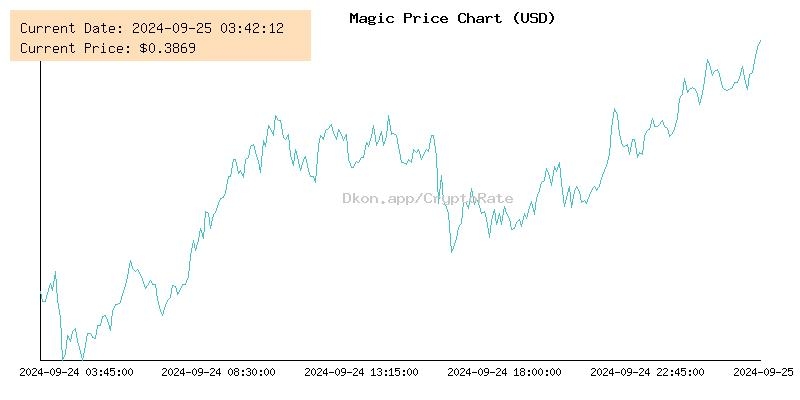 Magic Price Chart (USD)
Current Date: 2024-09-25 03:42:12
Current Price: $0.3869
Dkon.app/CryptoRate
2024-09-24 03:45:00
2024-09-24 08:30:00
2024-09-24 13:15:00
2024-09-24 18:00:00
2024-09-24 22:45:00
2024-09-25